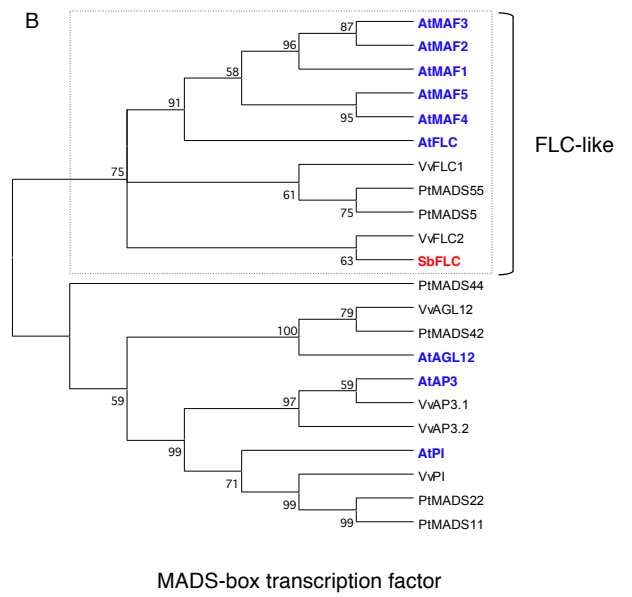 B
87
AtMAF3
AtMAF2
96
AtMAF1
58
AtMAF5
91
95
AtMAF4
AtFLC
FLC-like
75
VvFLC1
61
PtMADS55
75
PtMADS5
VvFLC2
63
SbFLC
PtMADS44
79
VvAGL12
100
PtMADS42
AtAGL12
59
AtAP3
59
97
VvAP3.1
VvAP3.2
99
AtPI
71
VvPI
99
PtMADS22
99
PtMADS11
MADS-box transcription factor